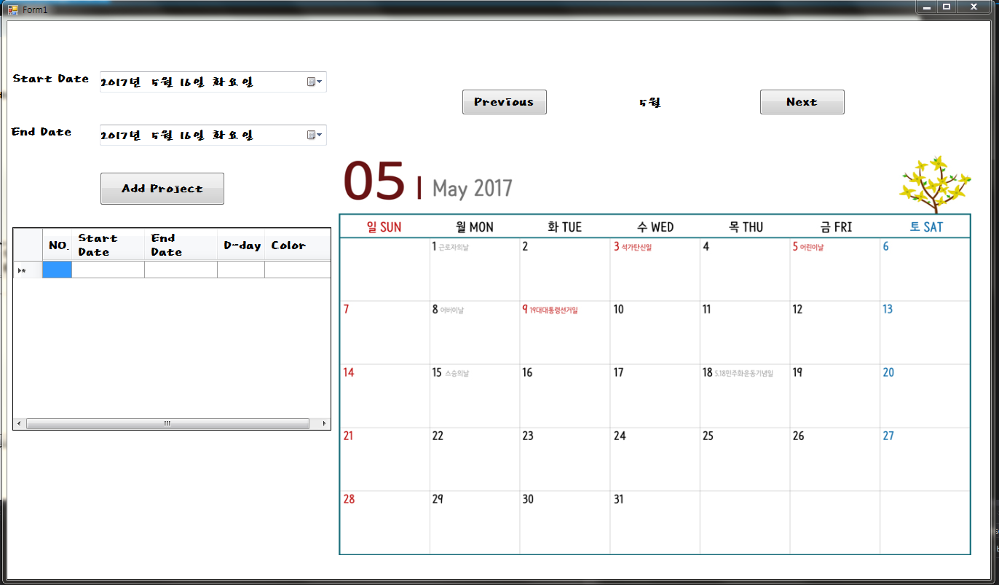 Form1
Start Date
2017년 5월 16일 화요일
End Date
2017년 5월 16일 화요일
Add Project
NO. Start Date End Date D-day Color
Previous 5월 Next
05 | May 2017
일 SUN 월 MON 화 TUE 수 WED 목 THU 금 FRI 토 SAT
1 근로자의날 2 3 석가탄신일 4 5 어린이날 6
7 8 어버이날 9 19대대통령선거일 10 11 12 13
14 15 스승의날 16 17 18 5.18민주화운동기념일 19 20
21 22 23 24 25 26 27
28 29 30 31